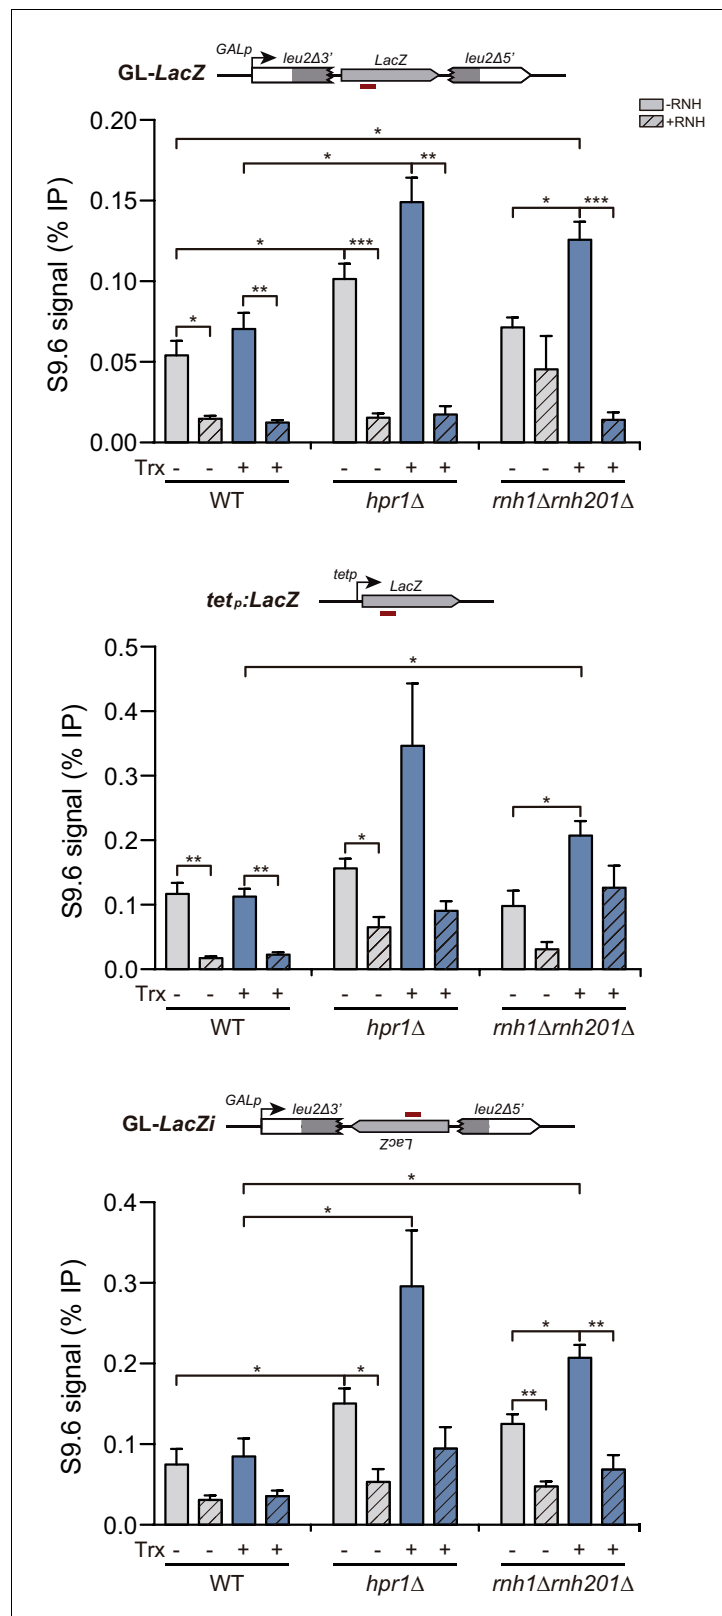 GALp leu2Δ3' LacZ leu2Δ5'
GL-LacZ
-RNH
+RNH
S9.6 signal (% IP)
0.20
0.15
0.10
0.05
0.00
* * ** * *** * *** * **
Trx - - + + - - + + - - + +
WT hpr1Δ rnh1Δrnh201Δ
tetp LacZ
tetp:LacZ
S9.6 signal (% IP)
0.5
0.4
0.3
0.2
0.1
0.0
* * * ** **
Trx - - + + - - + + - - + +
WT hpr1Δ rnh1Δrnh201Δ
GALp leu2Δ3' LacZ leu2Δ5'
GL-LacZi
S9.6 signal (% IP)
0.4
0.3
0.2
0.1
0.0
* * * ** * * **
Trx - - + + - - + + - - + +
WT hpr1Δ rnh1Δrnh201Δ